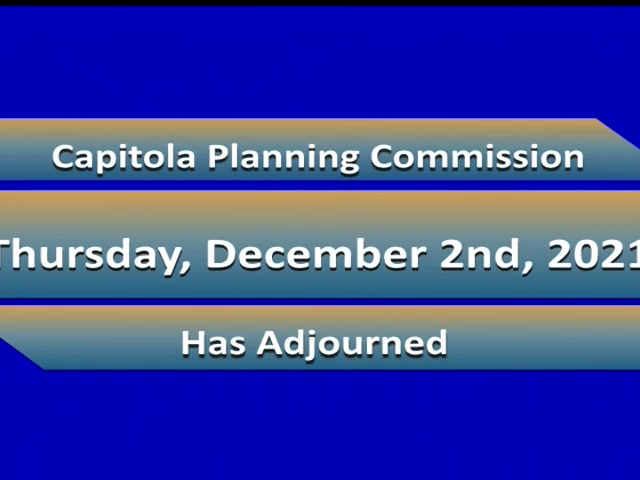 Capitola Planning Commission
Thursday, December 2nd, 2021
Has Adjourned